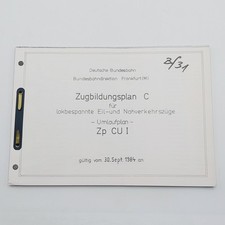 3/31
Deutsche Bundesbahn
Bundesbahndirektion Frankfurt(M)
Zugbildungsplan C
für
lokbespannte Eil-und Nahverkehrszüge
- Umlaufplan -
Zp CU I
gültig vom 30.Sept 1984 an